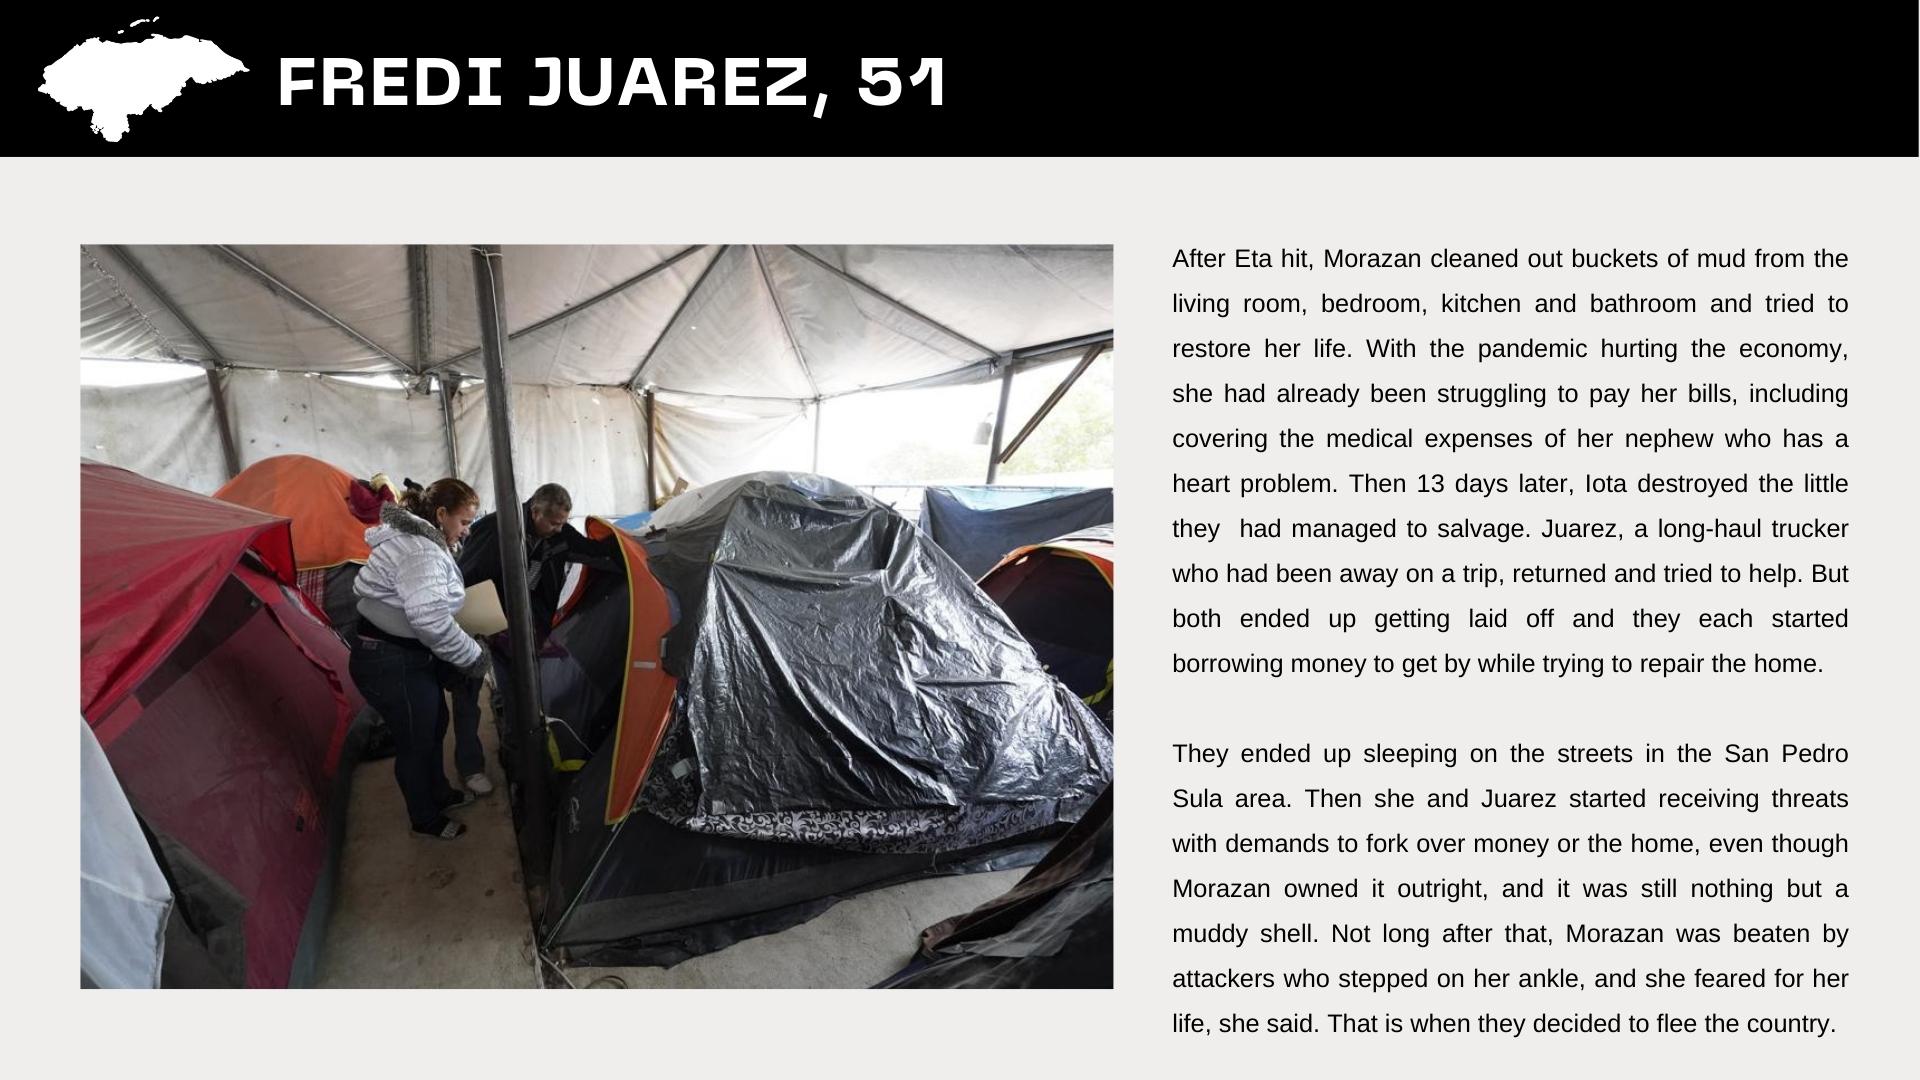 FREDI JUAREZ, 51
After Eta hit, Morazan cleaned out buckets of mud from the
living room, bedroom, kitchen and bathroom and tried to
restore her life. With the pandemic hurting the economy,
she had already been struggling to pay her bills, including
covering the medical expenses of her nephew who has a
heart problem. Then 13 days later, Iota destroyed the little
they  had managed to salvage. Juarez, a long-haul trucker
who had been away on a trip, returned and tried to help. But
both ended up getting laid off and they each started
borrowing money to get by while trying to repair the home.
They ended up sleeping on the streets in the San Pedro
Sula area. Then she and Juarez started receiving threats
with demands to fork over money or the home, even though
Morazan owned it outright, and it was still nothing but a
muddy shell. Not long after that, Morazan was beaten by
attackers who stepped on her ankle, and she feared for her
life, she said. That is when they decided to flee the country.